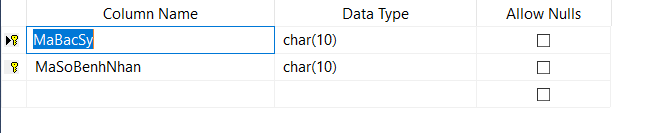 Column Name Data Type Allow Nulls
MaBacSy char(10)
MaSoBenhNhan char(10)